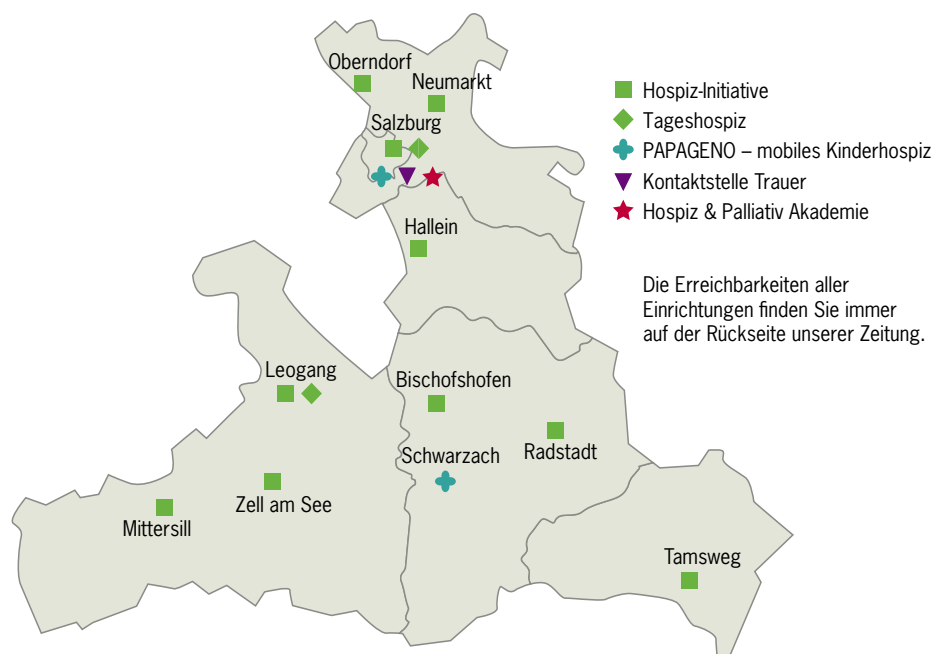 Oberndorf
Neumarkt
Salzburg
Hallein
Leogang
Bischofshofen
Radstadt
Schwarzach
Zell am See
Mittersill
Tamsweg
Hospiz-Initiative
Tageshospiz
PAPAGENO – mobiles Kinderhospiz
Kontaktstelle Trauer
Hospiz & Palliativ Akademie
Die Erreichbarkeiten aller
Einrichtungen finden Sie immer
auf der Rückseite unserer Zeitung.